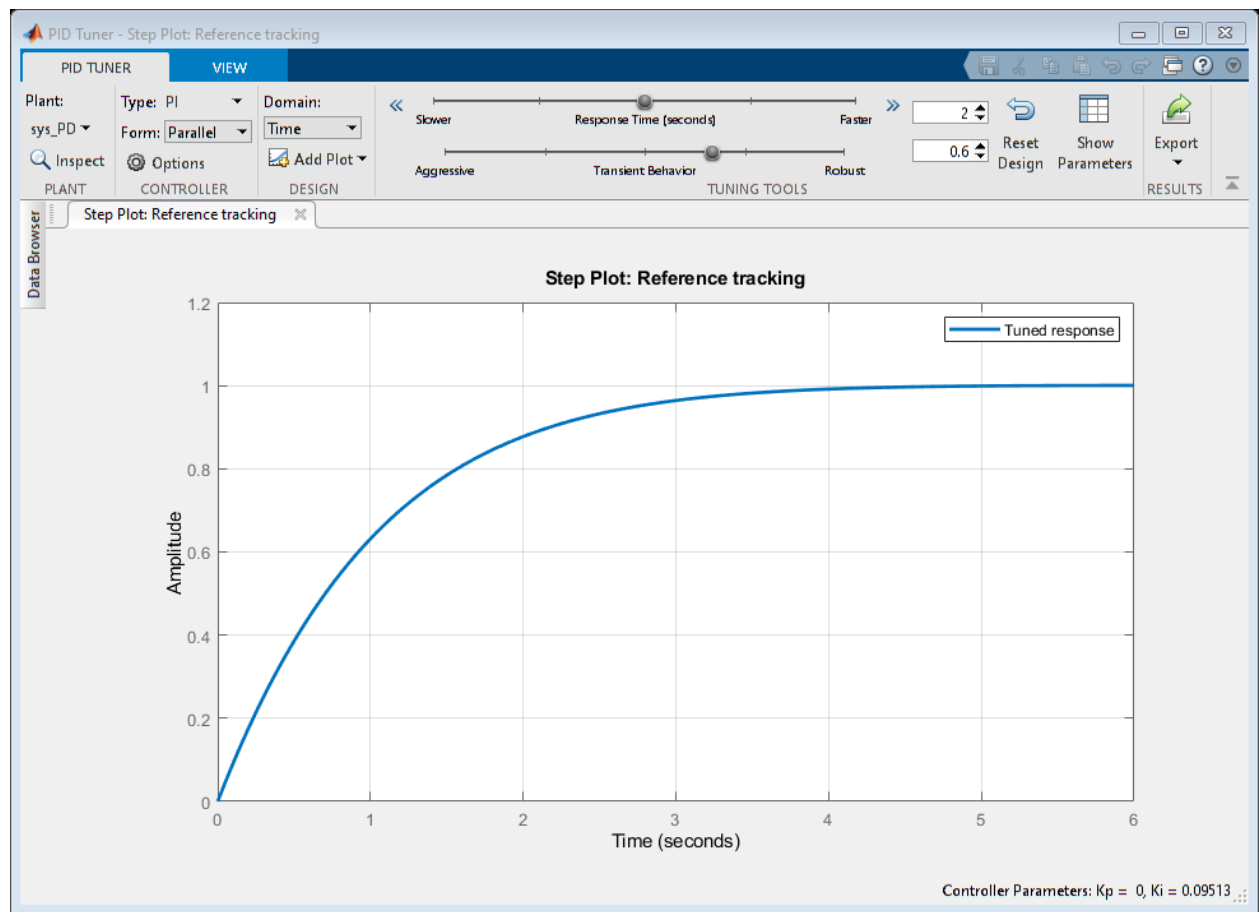 PID Tuner - Step Plot: Reference tracking
PID TUNER VIEW
Plant: Type: PI Domain:
sys_PD Form: Parallel Time
Slower Response Time (seconds) Faster 2
Inspect Options Add Plot
Aggressive Transient Behavior Robust 0.6
Reset Design
Show Parameters
Export
PLANT CONTROLLER DESIGN TUNING TOOLS RESULTS
Data Browser
Step Plot: Reference tracking
Step Plot: Reference tracking
Tuned response
1.2
1
0.8
0.6
0.4
0.2
0
Amplitude
0 1 2 3 4 5 6
Time (seconds)
Controller Parameters: Kp = 0, Ki = 0.09513